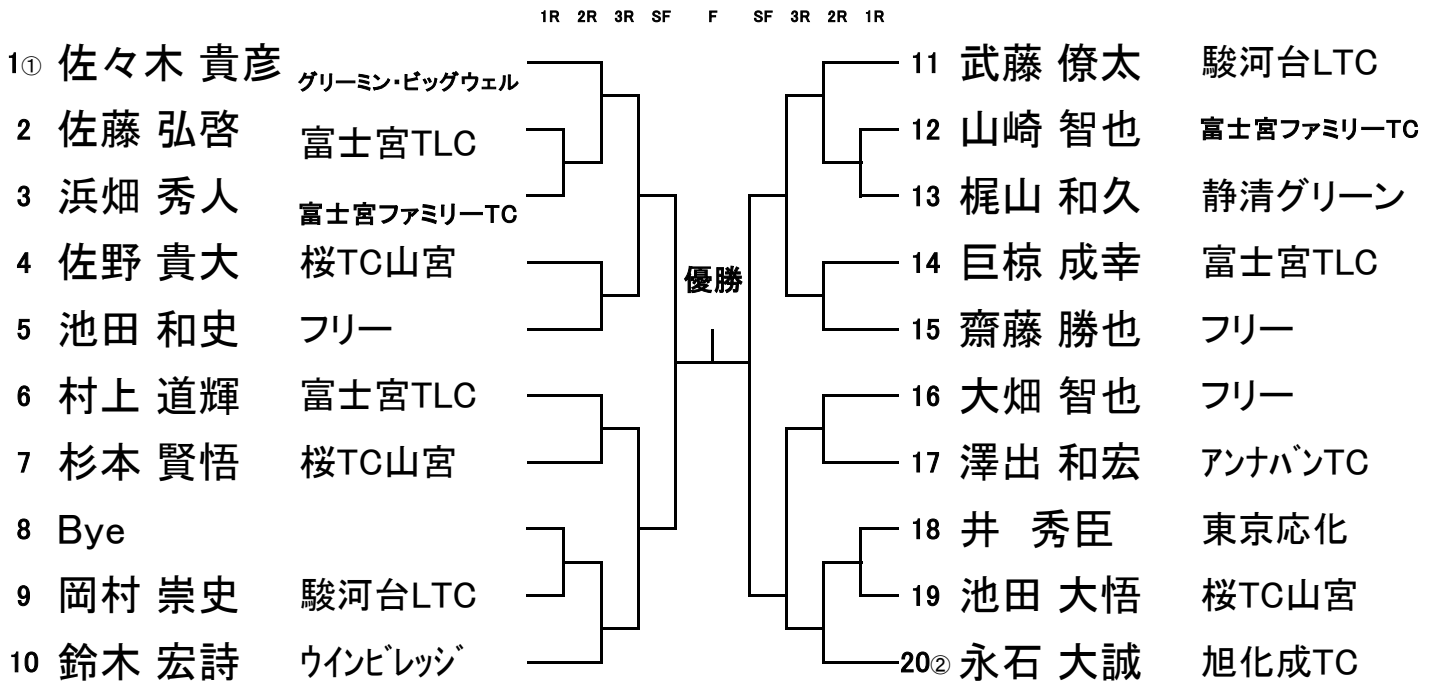 1R 2R 3R SF F SF 3R 2R 1R
1① 佐々木 貴彦 グリーミン・ビッグウェル
2 佐藤 弘啓 富士宮TLC
3 浜畑 秀人 富士宮ファミリーTC
4 佐野 貴大 桜TC山宮
5 池田 和史 フリー
6 村上 道輝 富士宮TLC
7 杉本 賢悟 桜TC山宮
8 Bye
9 岡村 崇史 駿河台LTC
10 鈴木 宏詩 ウインビレッジ
優勝
11 武藤 僚太 駿河台LTC
12 山崎 智也 富士宮ファミリーTC
13 梶山 和久 静清グリーン
14 巨椋 成幸 富士宮TLC
15 齋藤 勝也 フリー
16 大畑 智也 フリー
17 澤出 和宏 アンナバンTC
18 井 秀臣 東京応化
19 池田 大悟 桜TC山宮
20② 永石 大誠 旭化成TC